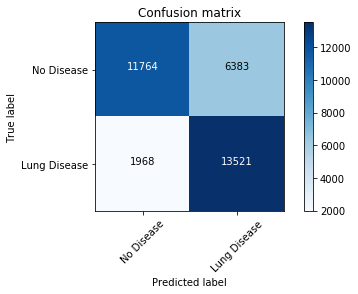 Confusion matrix
True label
No Disease
11764
6383
Lung Disease
1968
13521
No Disease
Lung Disease
Predicted label
12000
10000
8000
6000
4000
2000